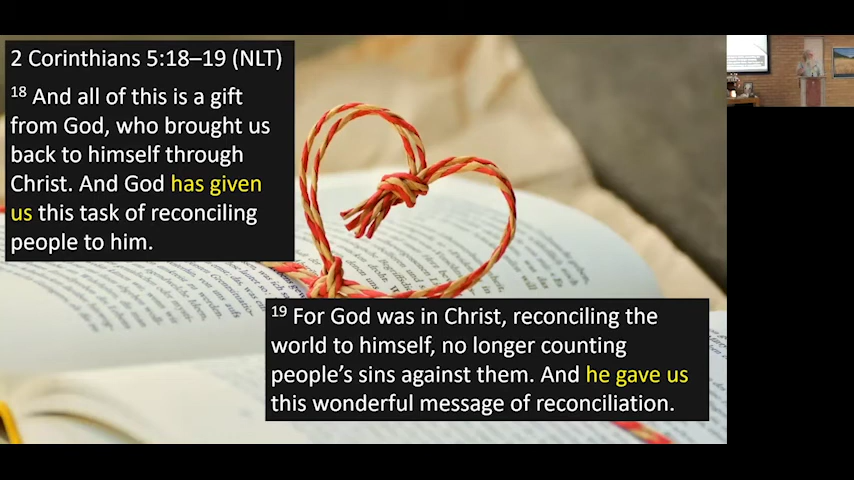 2 Corinthians 5:18–19 (NLT)
18 And all of this is a gift
from God, who brought us
back to himself through
Christ. And God has given
us this task of reconciling
people to him.
19 For God was in Christ, reconciling the
world to himself, no longer counting
people's sins against them. And he gave us
this wonderful message of reconciliation.